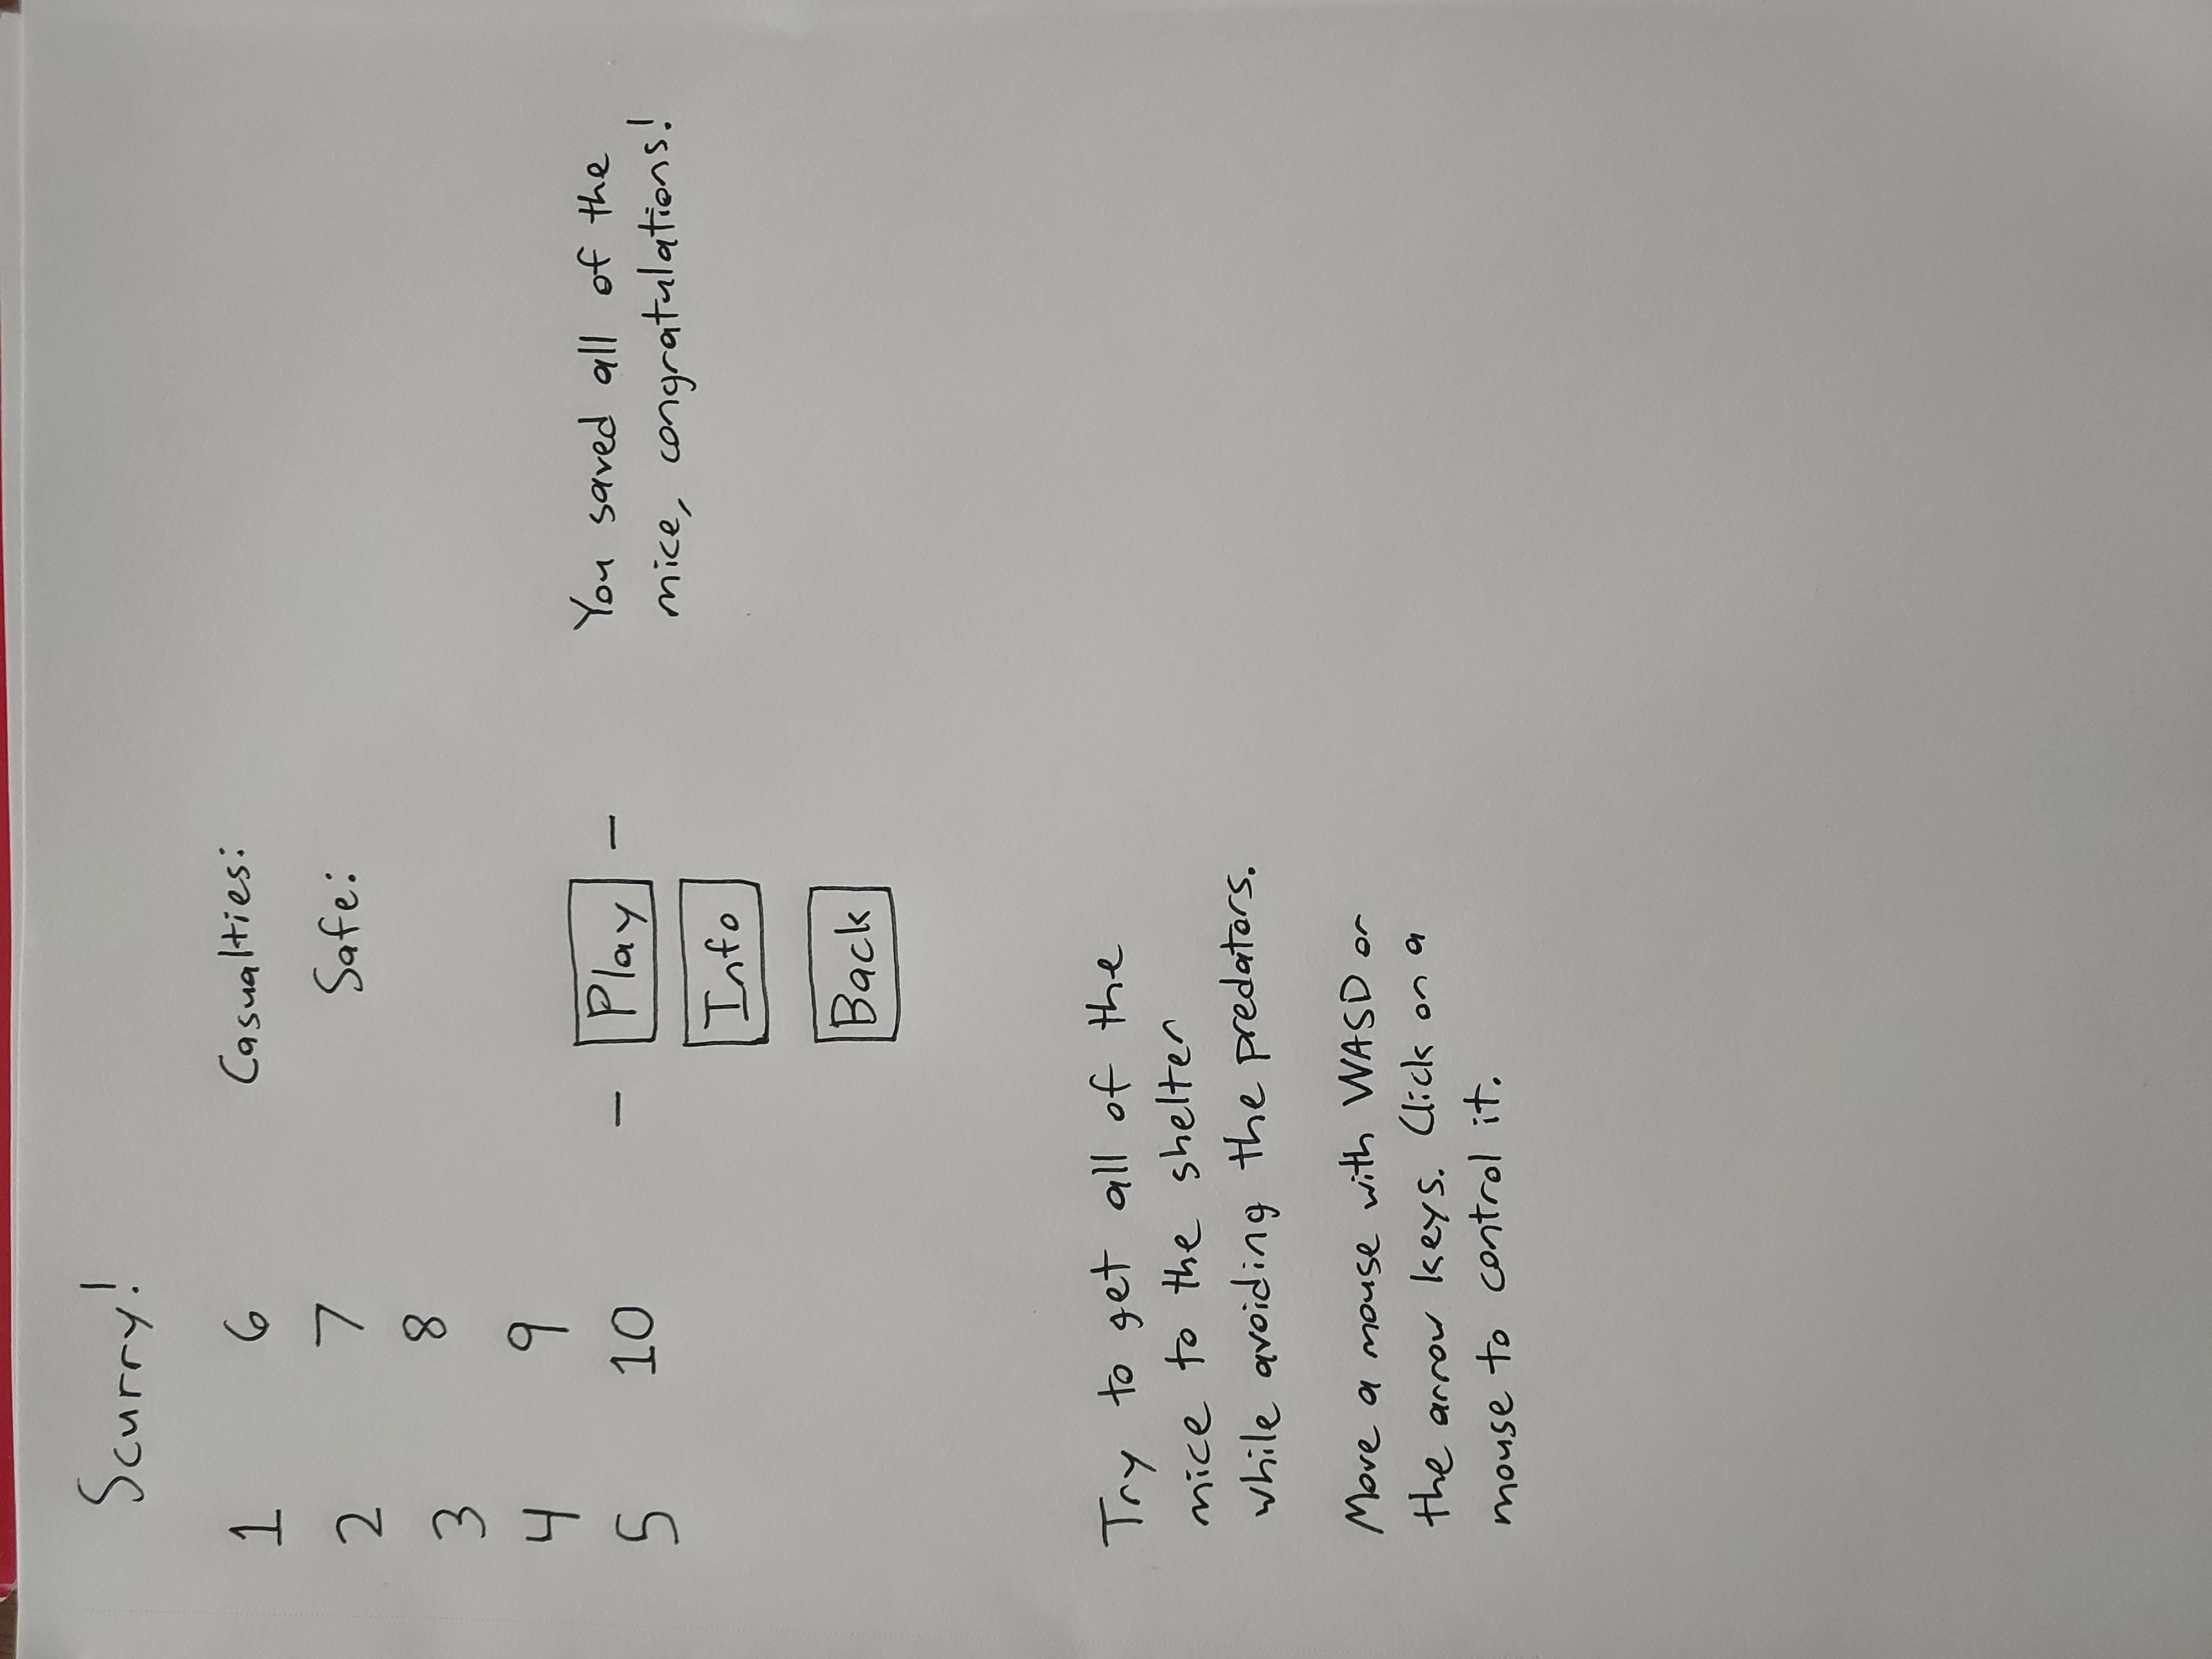 Scurry!
1
2
3
4
5
6
7
8
9
10
Casualties:
Safe:
- Play -
Info
Back
You saved all of the
mice, congratulations!
Try to get all of the
mice to the shelter
while avoiding the predators.
Move a mouse with WASD or
the arrow keys. Click on a
mouse to control it.